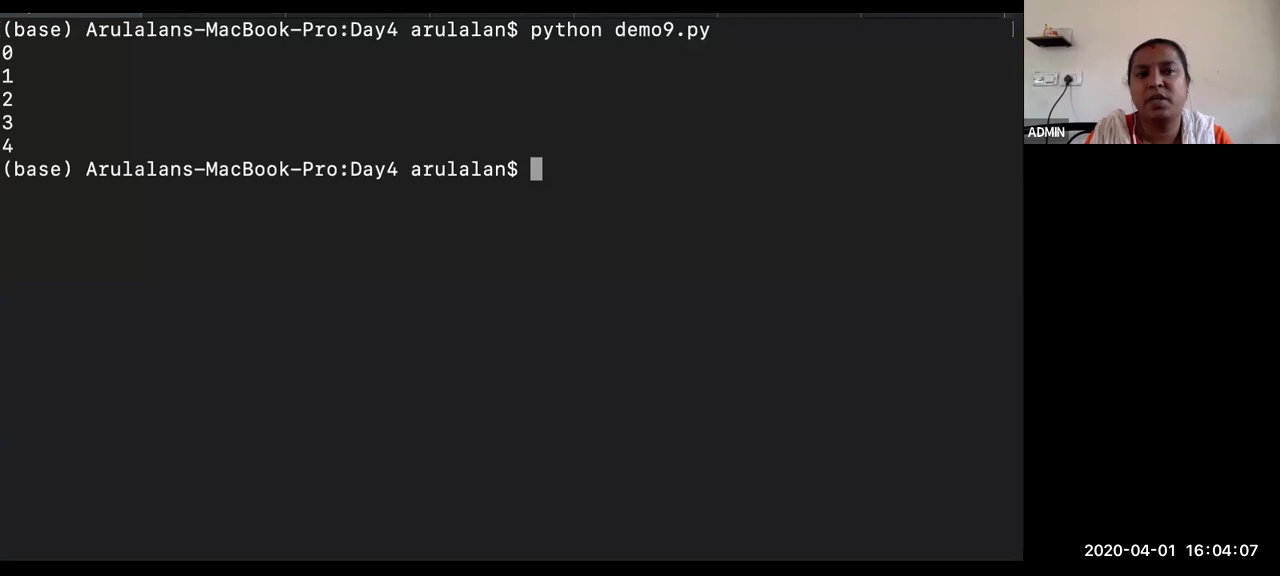 (base) Arulalans-MacBook-Pro:Day4 arulalan$ python demo9.py
0
1
2
3
4
(base) Arulalans-MacBook-Pro:Day4 arulalan$
ADMIN
2020-04-01 16:04:07